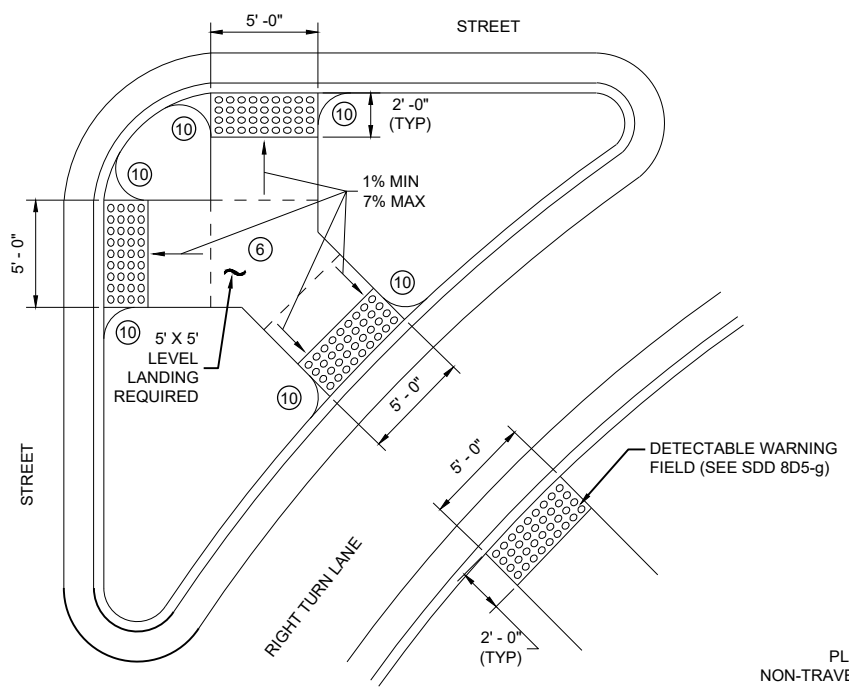 5' -0"
STREET
10
10
2' -0"
(TYP)
10
1% MIN
7% MAX
5' - 0"
6
10
10
5' X 5'
LEVEL
LANDING
REQUIRED
10
5' - 0"
STREET
5' - 0"
DETECTABLE WARNING
FIELD (SEE SDD 8D5-g)
RIGHT TURN LANE
2' - 0"
(TYP)
PL
NON-TRAVE